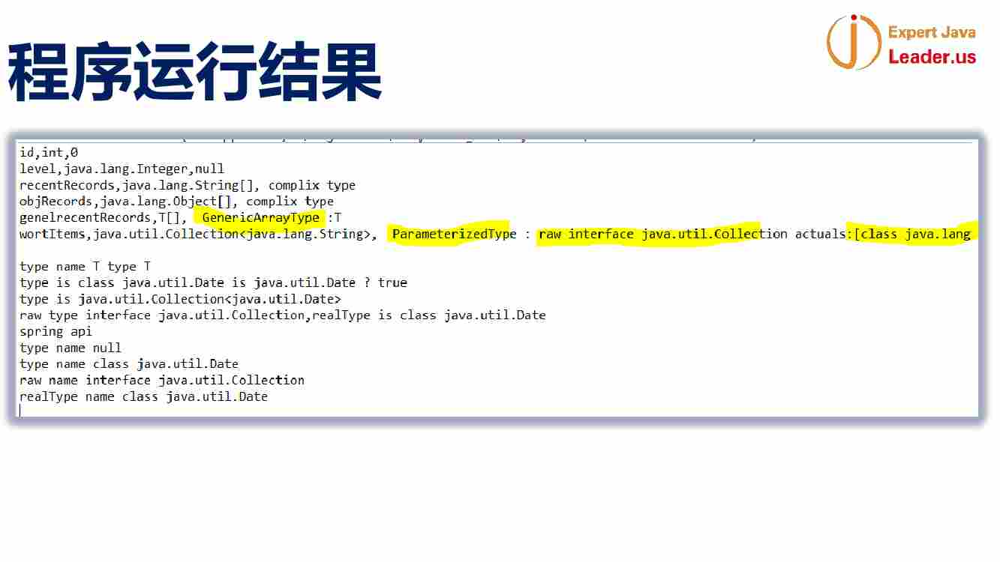 程序运行结果
Expert Java
Leader.us
id,int,0
level,java.lang.Integer,null
recentRecords,java.lang.String[], complix type
objRecords,java.lang.Object[], complix type
genelrecentRecords,T[], GenericArrayType :T
wortItems,java.util.Collection<java.lang.String>, ParameterizedType : raw interface java.util.Collection actuals:[class java.lang
type name T type T
type is class java.util.Date is java.util.Date ? true
type is java.util.Collection<java.util.Date>
raw type interface java.util.Collection,realType is class java.util.Date
spring api
type name null
type name class java.util.Date
raw name interface java.util.Collection
realType name class java.util.Date